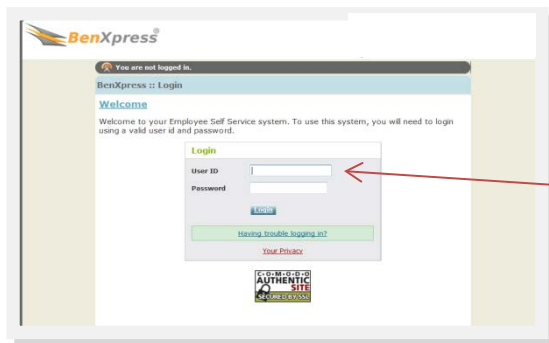 BenXpress®
You are not logged in.
BenXpress :: Login
Welcome
Welcome to your Employee Self Service system. To use this system, you will need to login
using a valid user id and password.
Login
User ID
Password
Login
Having trouble logging in?
Your Privacy
C·O·M·O·D·O
AUTHENTIC
SITE
SECURED BY SSL